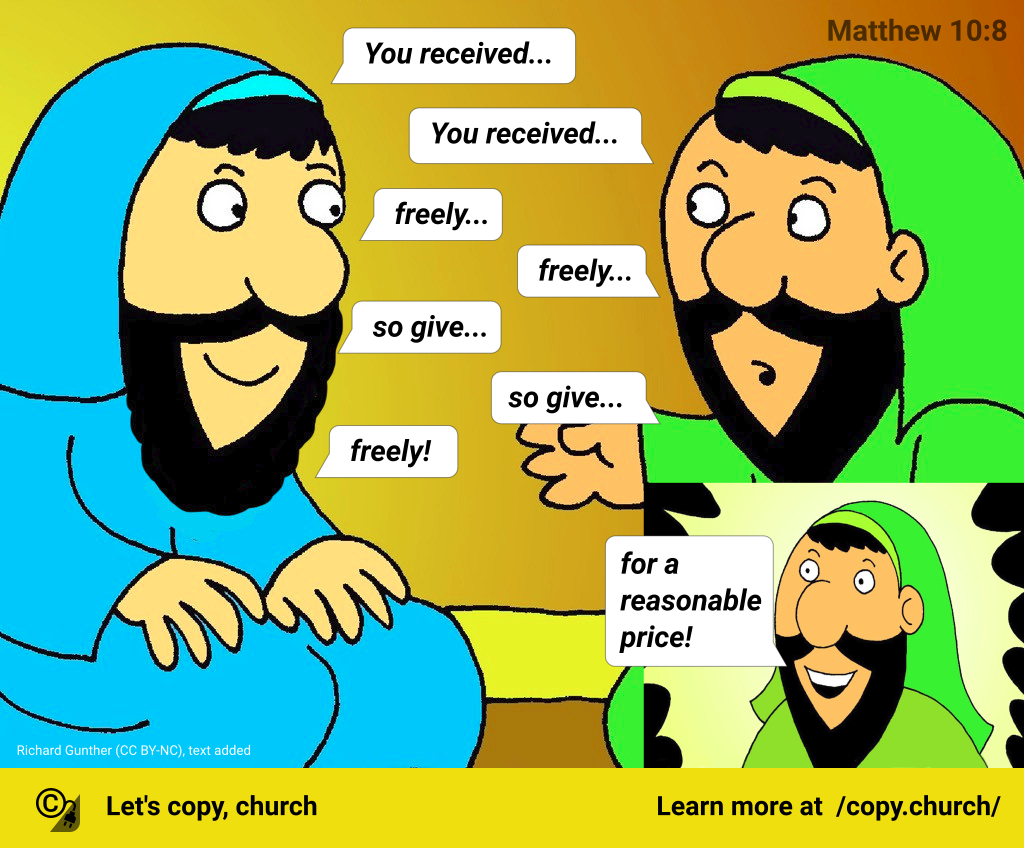 Matthew 10:8
You received...
You received...
freely...
freely...
so give...
so give...
freely!
for a
reasonable
price!
Richard Gunther (CC BY-NC), text added
©
Let's copy, church
Learn more at /copy.church/